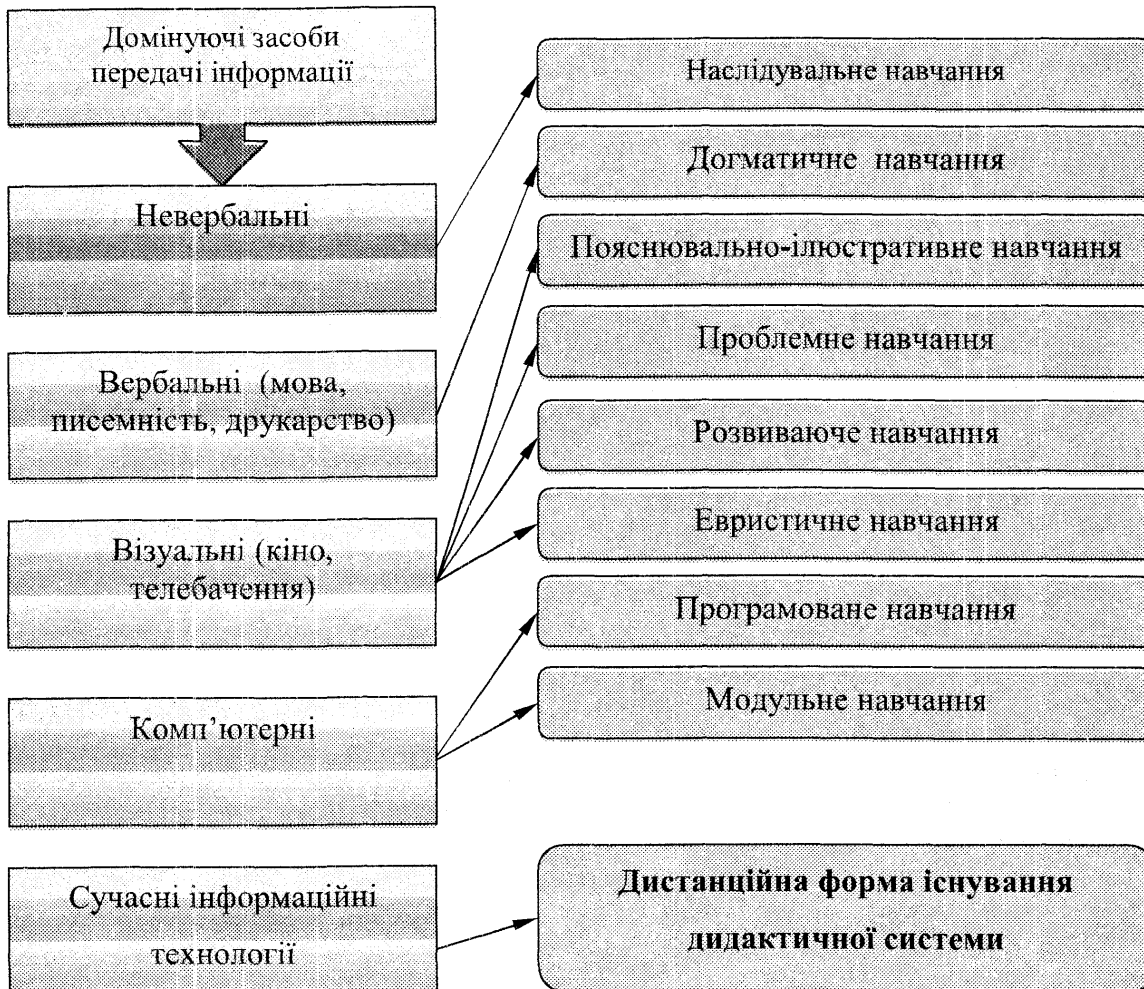 Домінуючі засоби
передачі інформації
Невербальні
Вербальні (мова,
писемність, друкарство)
Візуальні (кіно,
телебачення)
Комп’ютерні
Сучасні інформаційні
технології
Наслідувальне навчання
Догматичне навчання
Пояснювально-ілюстративне навчання
Проблемне навчання
Розвиваюче навчання
Евристичне навчання
Програмоване навчання
Модульне навчання
Дистанційна форма існування
дидактичної системи